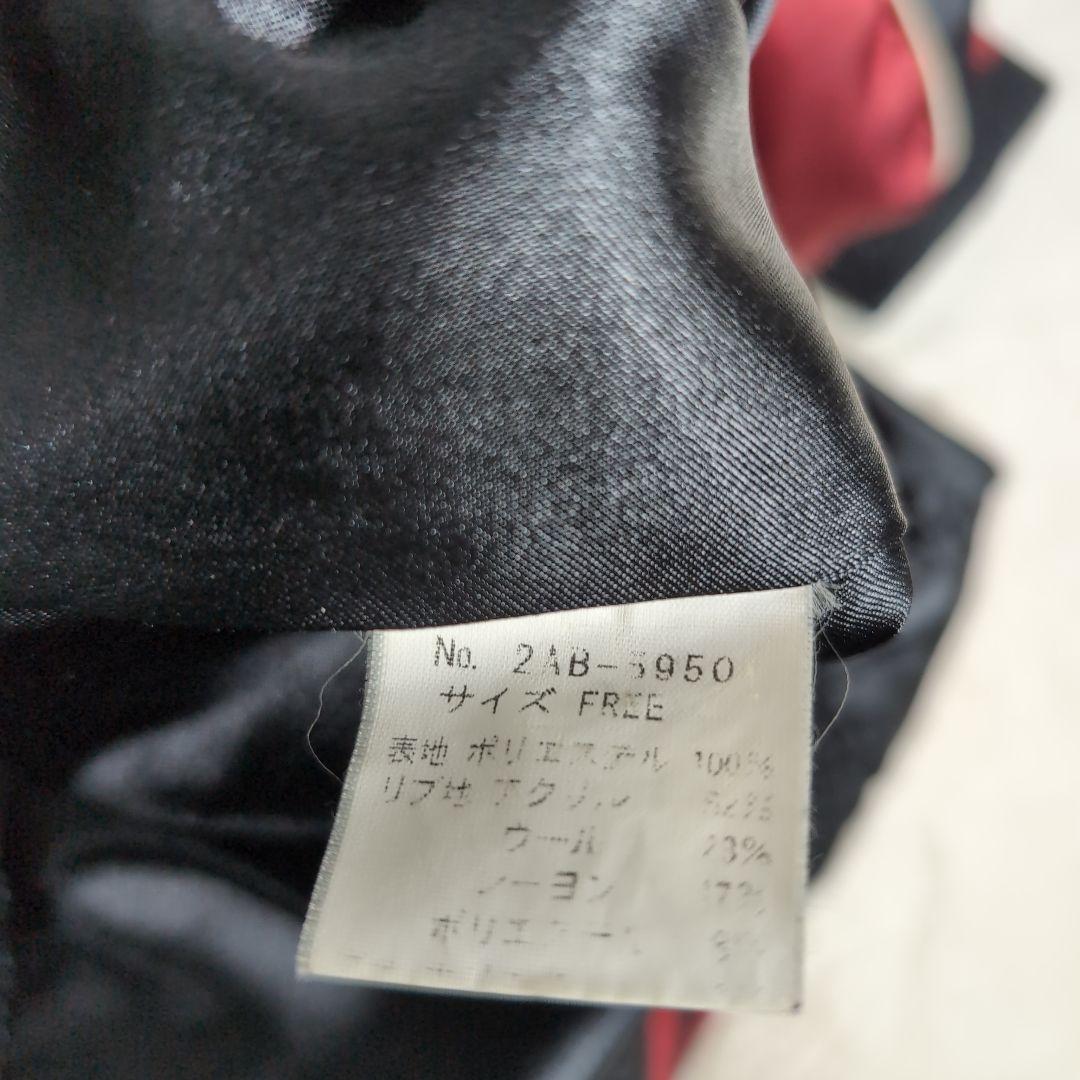 No. 2AB-5950
サイズ FREE
表地 ポリエステル 100%
リブ地 アクリル 52%
ウール 23%
レーヨン 17%
ポリエステル